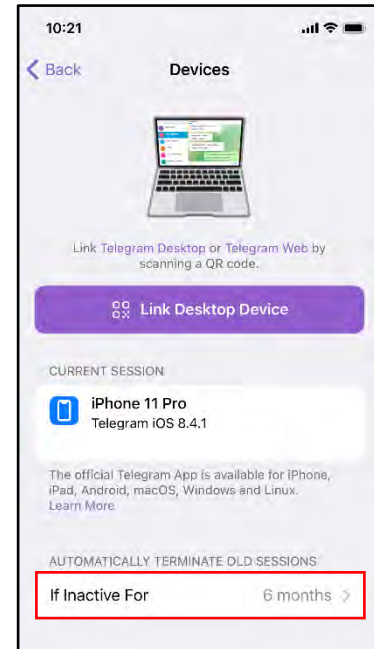 10:21
Back
Devices
Link Telegram Desktop or Telegram Web by
scanning a QR code.
Link Desktop Device
CURRENT SESSION
iPhone 11 Pro
Telegram iOS 8.4.1
The official Telegram App is available for iPhone,
iPad, Android, macOS, Windows and Linux.
Learn More
AUTOMATICALLY TERMINATE OLD SESSIONS
If Inactive For 6 months